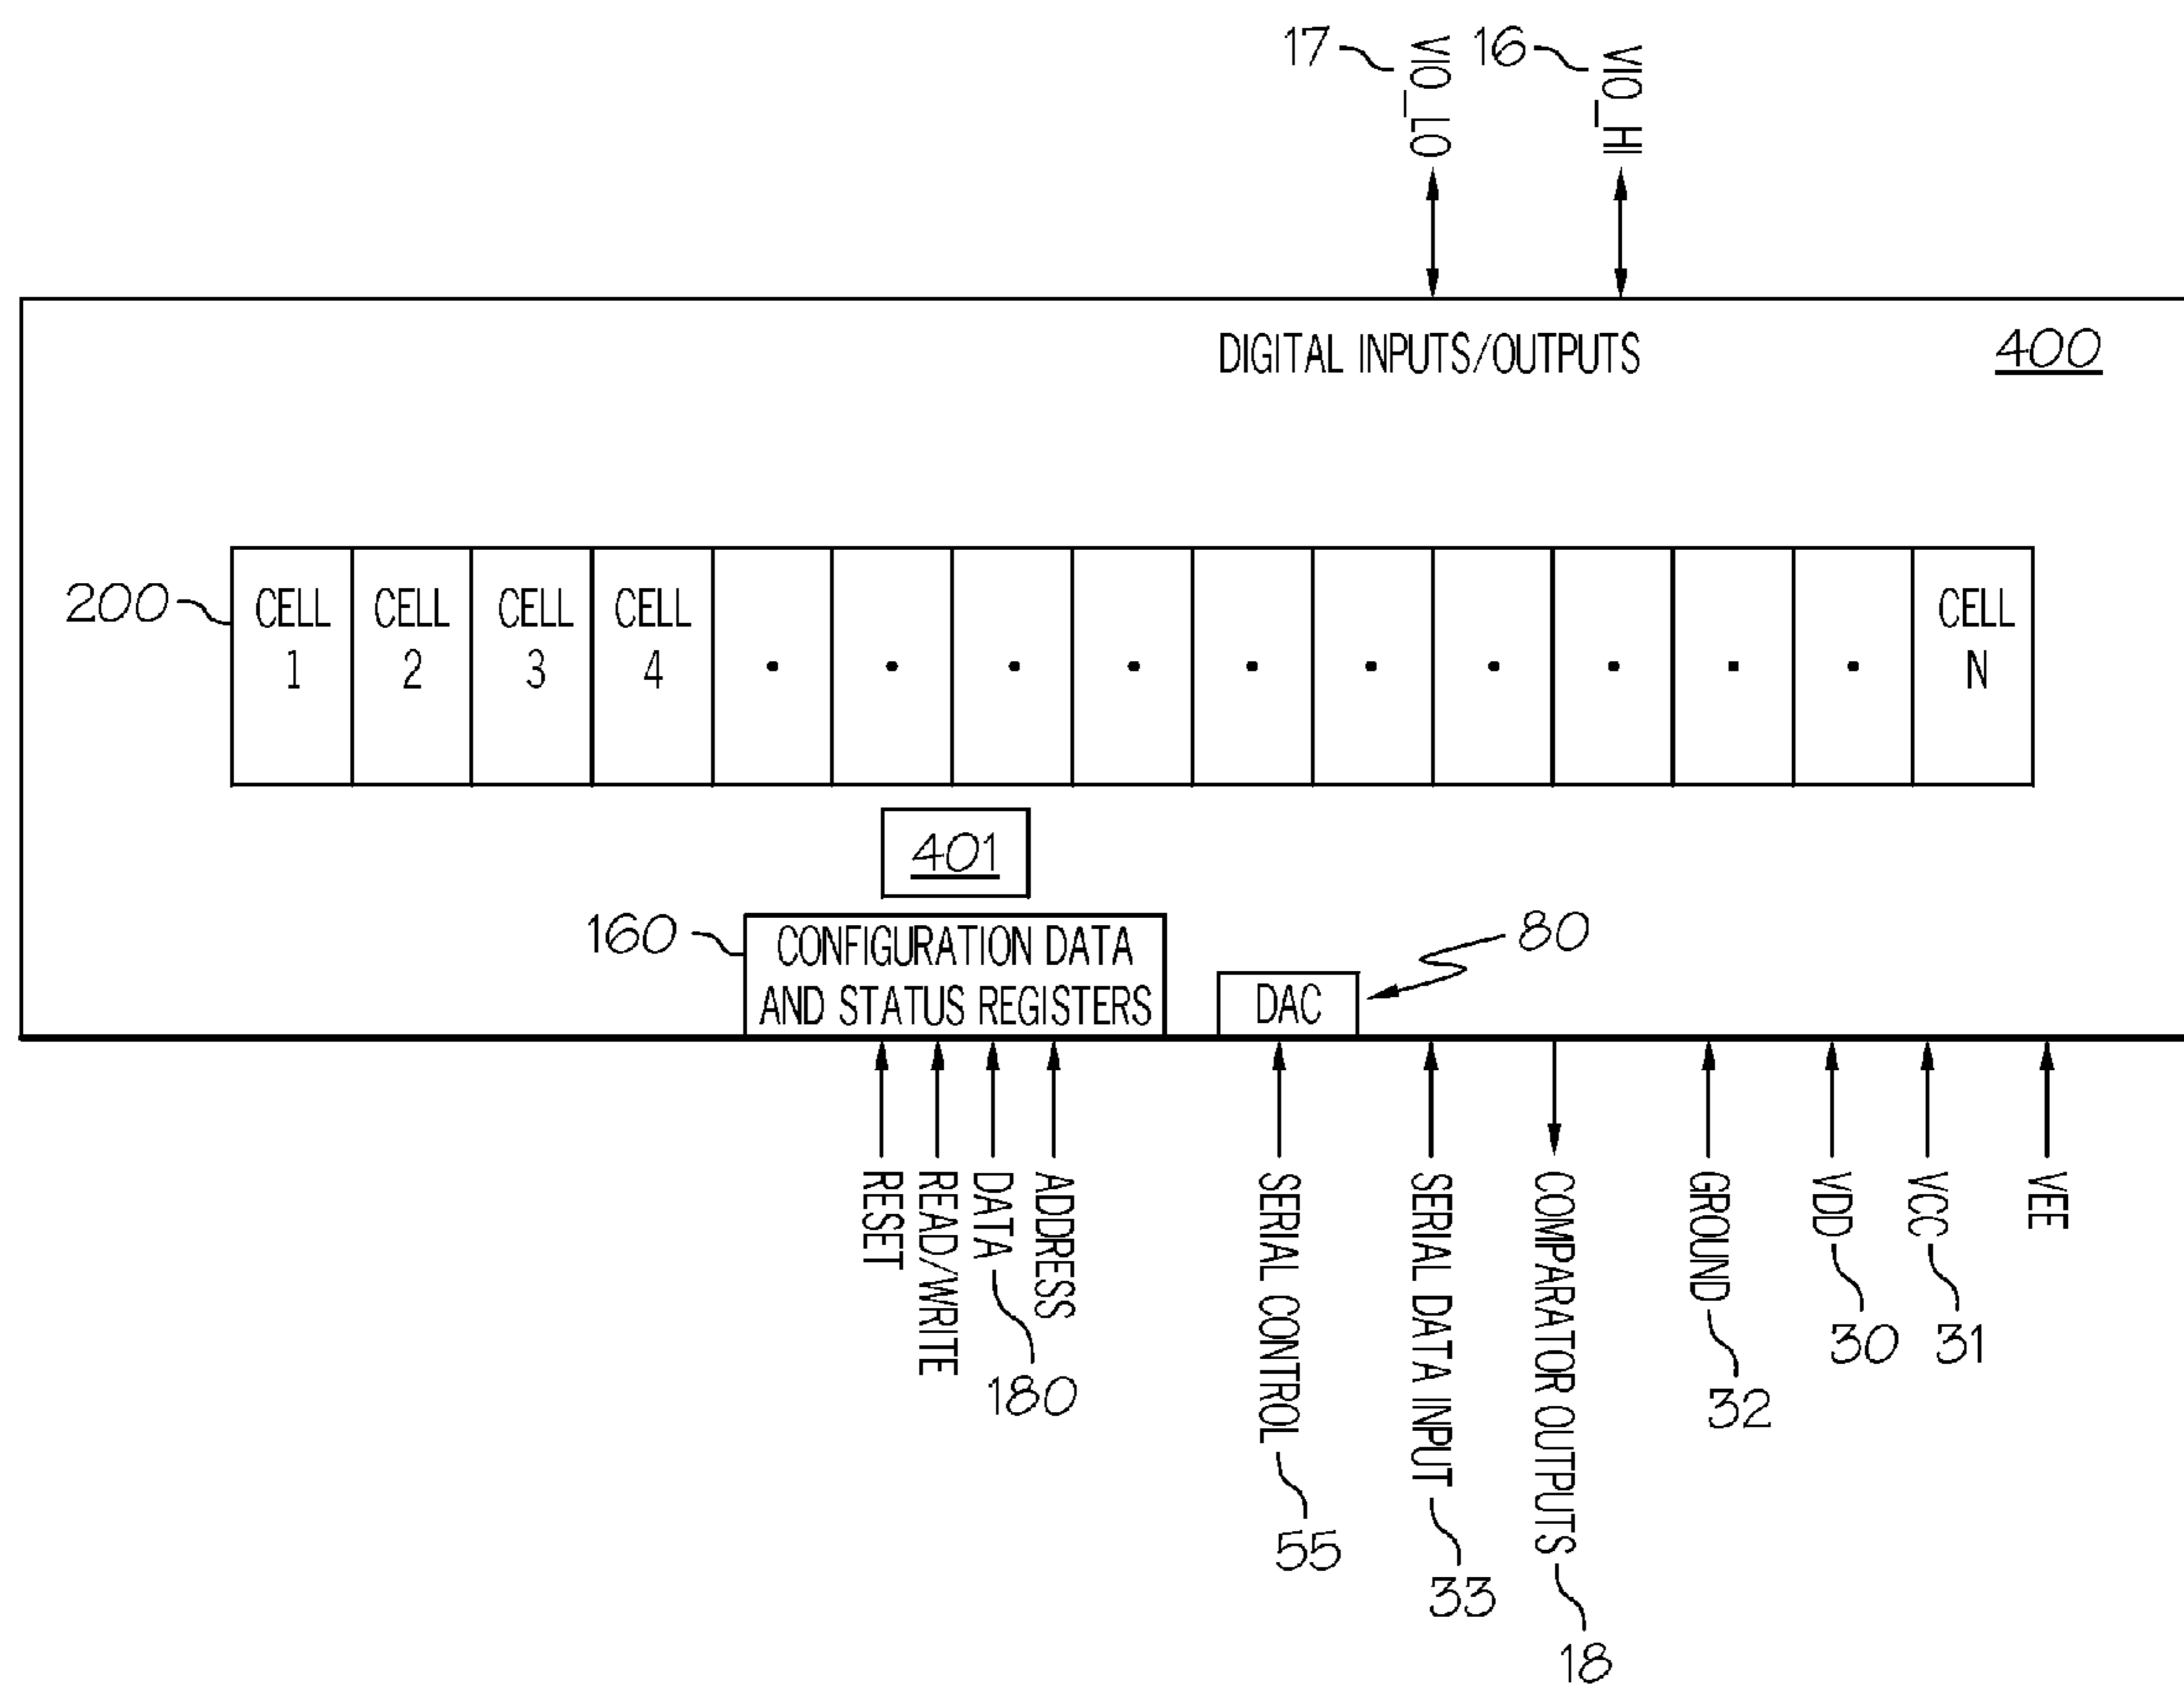 17
VIO_LO
16
VIO_HI
DIGITAL INPUTS/OUTPUTS
400
200
CELL
1
CELL
2
CELL
3
CELL
4
CELL
N
401
160
CONFIGURATION DATA
AND STATUS REGISTERS
DAC
80
RESET
READ/WRITE
DATA
180
ADDRESS
SERIAL CONTROL
55
SERIAL DATA INPUT
33
COMPARATOR OUTPUTS
18
GROUND
32
VDD
30
VCC
31
VEE